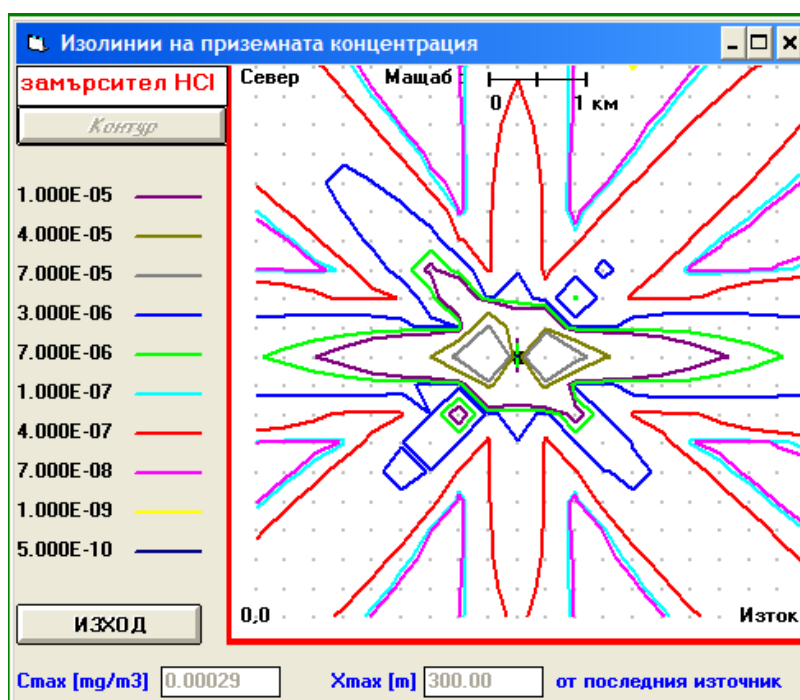 Изолинии на приземната концентрация
замърсител HCl
Контур
Север
Мащаб :
0 1 км
1.000E-05
4.000E-05
7.000E-05
3.000E-06
7.000E-06
1.000E-07
4.000E-07
7.000E-08
1.000E-09
5.000E-10
0,0
Изток
ИЗХОД
Cmax [mg/m3] 0.00029 Xmax [m] 300.00 от последния източник